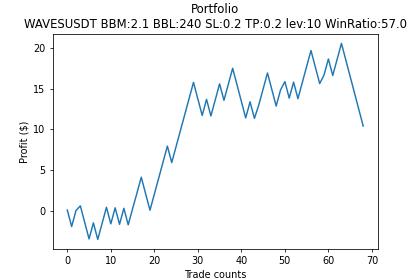 Portfolio
WAVESUSDT BBM:2.1 BBL:240 SL:0.2 TP:0.2 lev:10 WinRatio:57.0
20
15
10
5
0
Profit ($)
0 10 20 30 40 50 60 70
Trade counts